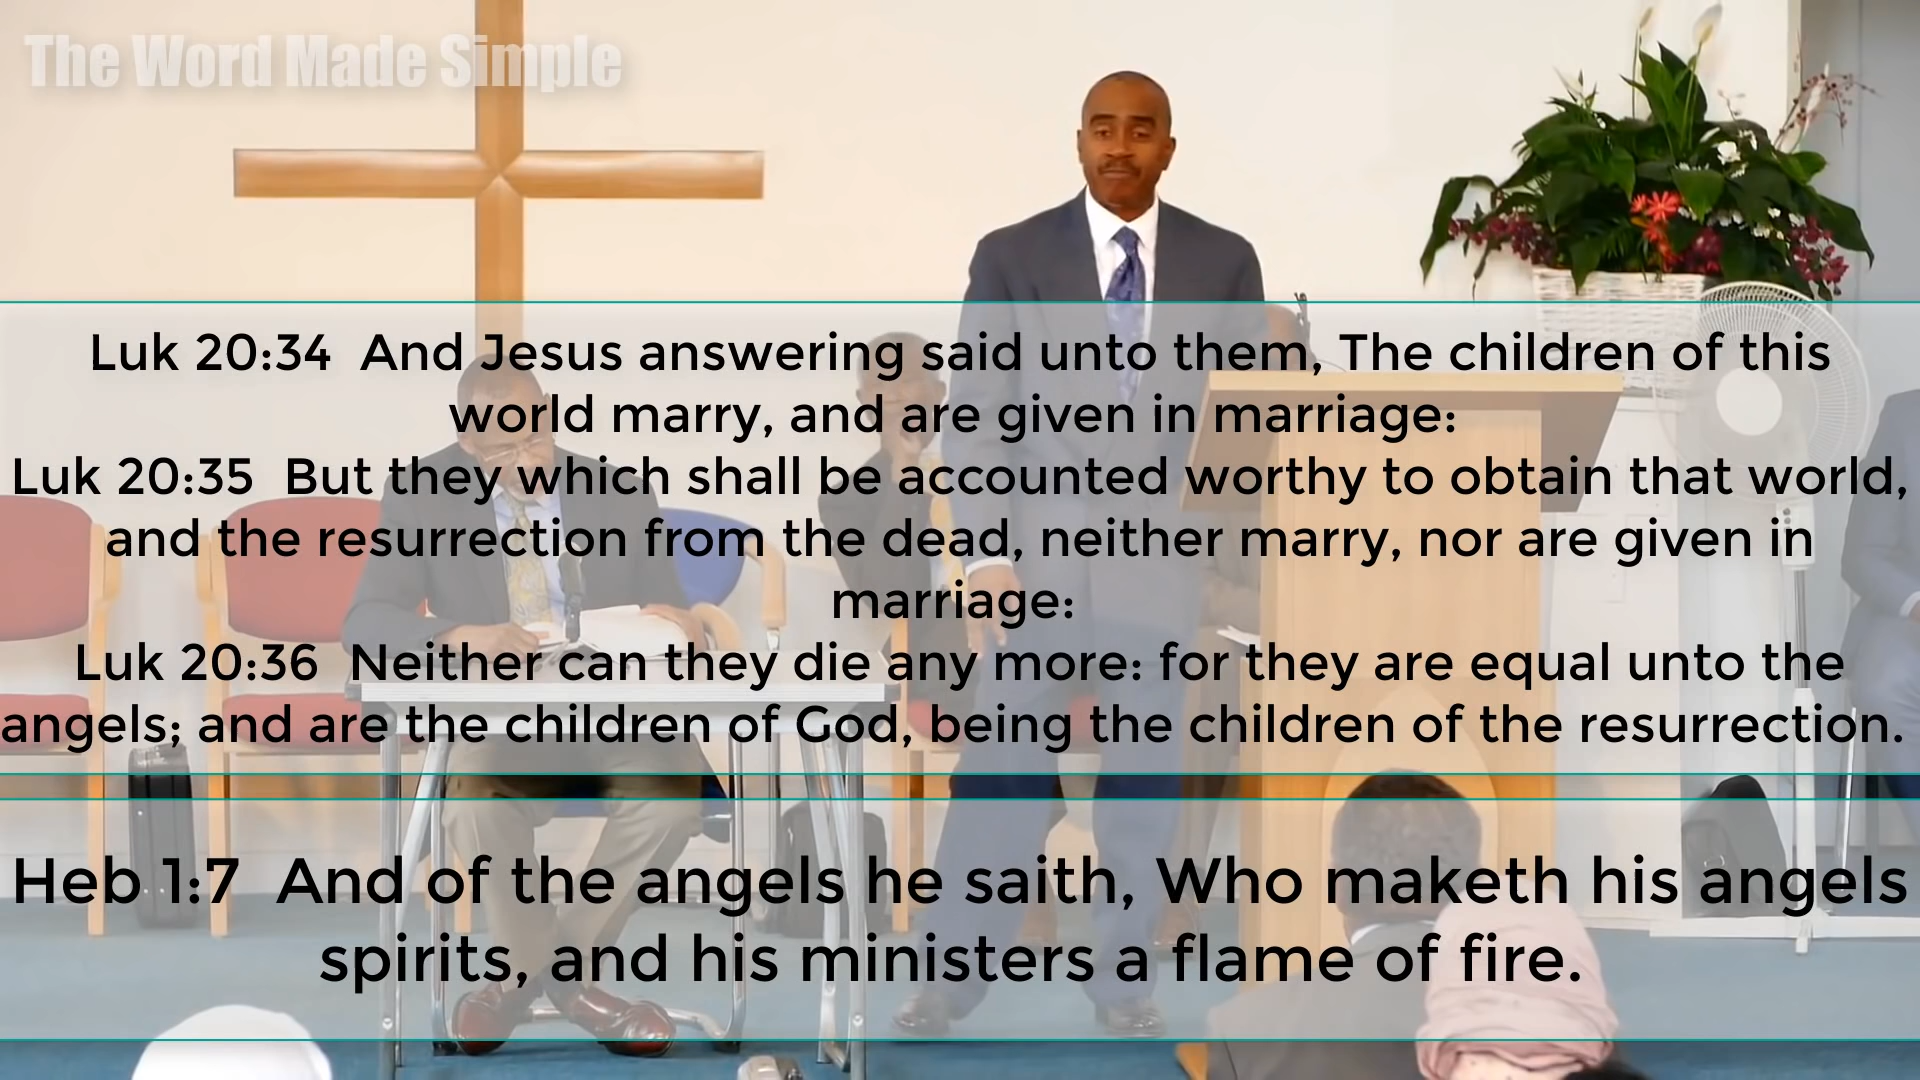 The Word Made Simple
Luk 20:34  And Jesus answering said unto them, The children of this
world marry, and are given in marriage:
Luk 20:35  But they which shall be accounted worthy to obtain that world,
and the resurrection from the dead, neither marry, nor are given in
marriage:
Luk 20:36  Neither can they die any more: for they are equal unto the
angels; and are the children of God, being the children of the resurrection.
Heb 1:7  And of the angels he saith, Who maketh his angels
spirits, and his ministers a flame of fire.